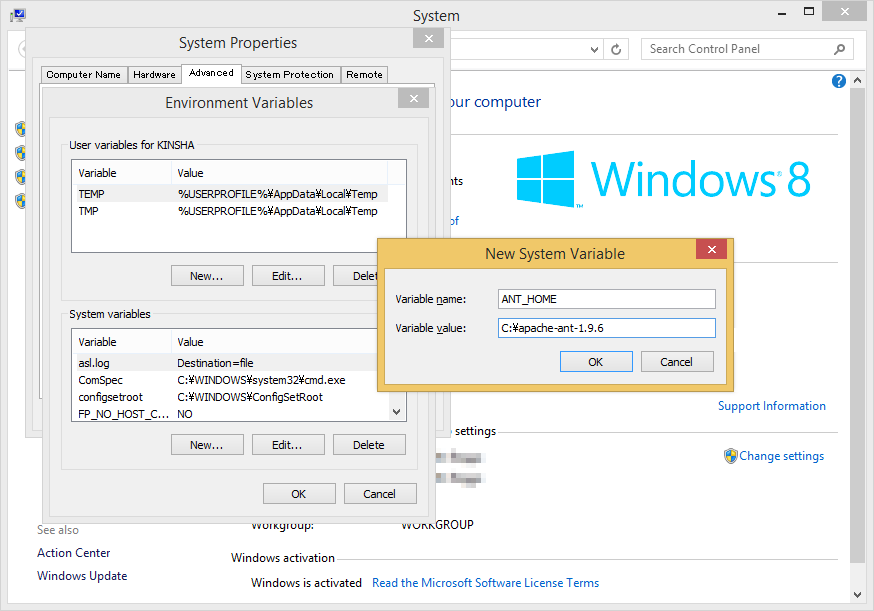 System
System Properties
Search Control Panel
Computer Name Hardware Advanced System Protection Remote
Environment Variables
our computer
User variables for KINSHA
Variable Value
TEMP %USERPROFILE%¥AppData¥Local¥Temp
TMP %USERPROFILE%¥AppData¥Local¥Temp
New... Edit...
Windows 8
New System Variable
Variable name: ANT_HOME
Variable value: C:¥apache-ant-1.9.6
OK Cancel
System variables
Variable Value
asl.log Destination=file
ComSpec C:¥WINDOWS¥system32¥cmd.exe
configsetroot C:¥WINDOWS¥ConfigSetRoot
FP_NO_HOST_C... NO
New... Edit... Delete
OK Cancel
Support Information
settings
Change settings
Workgroup: WORKGROUP
See also
Action Center
Windows Update
Windows activation
Windows is activated Read the Microsoft Software License Terms